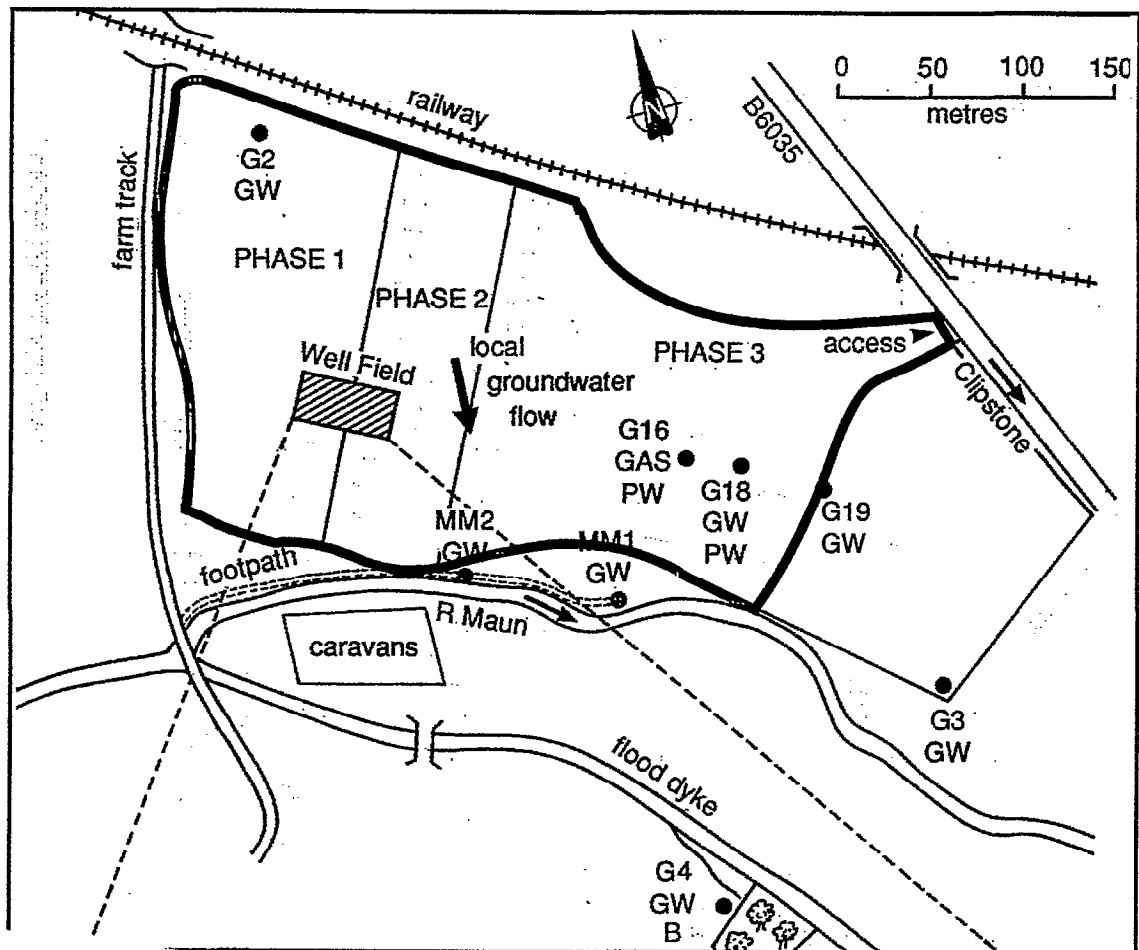 0 50 100 150
metres
railway
B6035
N
G2
GW
farm track
PHASE 1
PHASE 2
Well Field
local
groundwater
flow
PHASE 3
access
Clipstone
G16
GAS
PW
G18
GW
PW
G19
GW
MM2
GW
MM1
GW
footpath
R.Maun
caravans
G3
GW
flood dyke
G4
GW
B